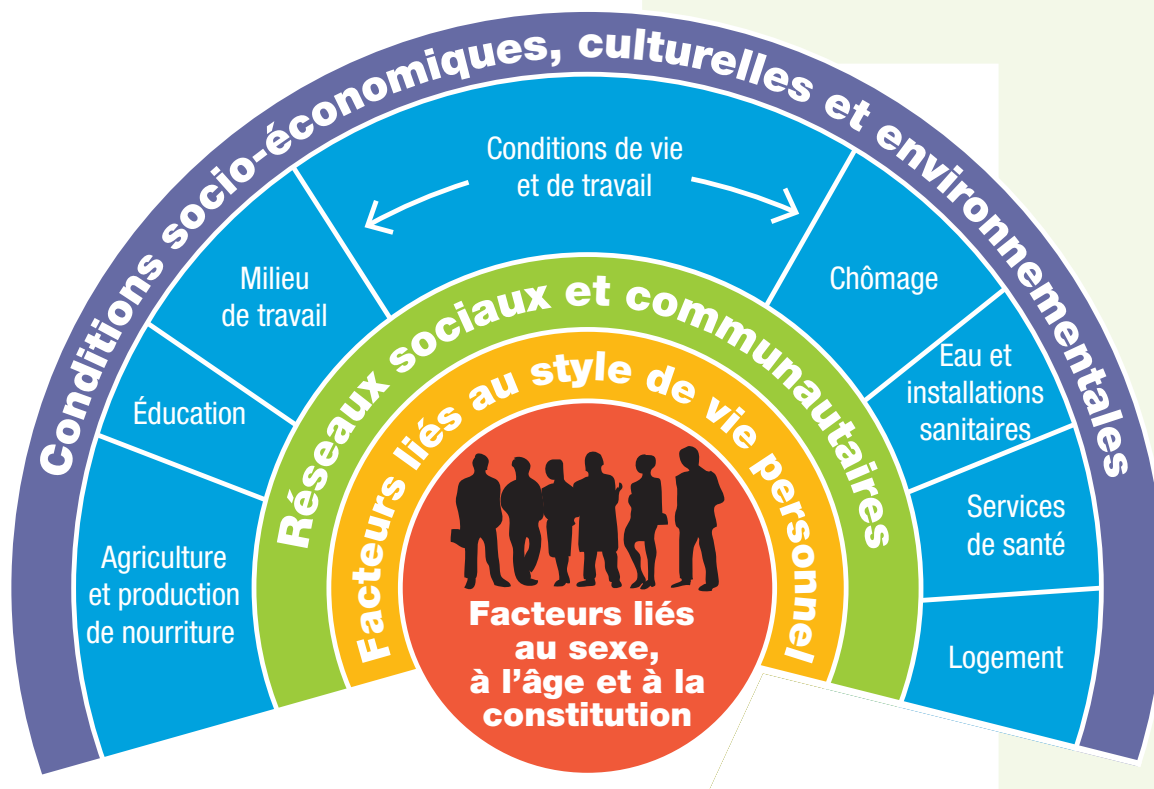 Conditions socio-économiques, culturelles et environnementales
Conditions de vie
et de travail
Milieu
de travail
Chômage
Éducation
Eau et
installations
sanitaires
Agriculture
et production
de nourriture
Services
de santé
Logement
Réseaux sociaux et communautaires
Facteurs liés au style de vie personnel
Facteurs liés
au sexe,
à l'âge et à la
constitution